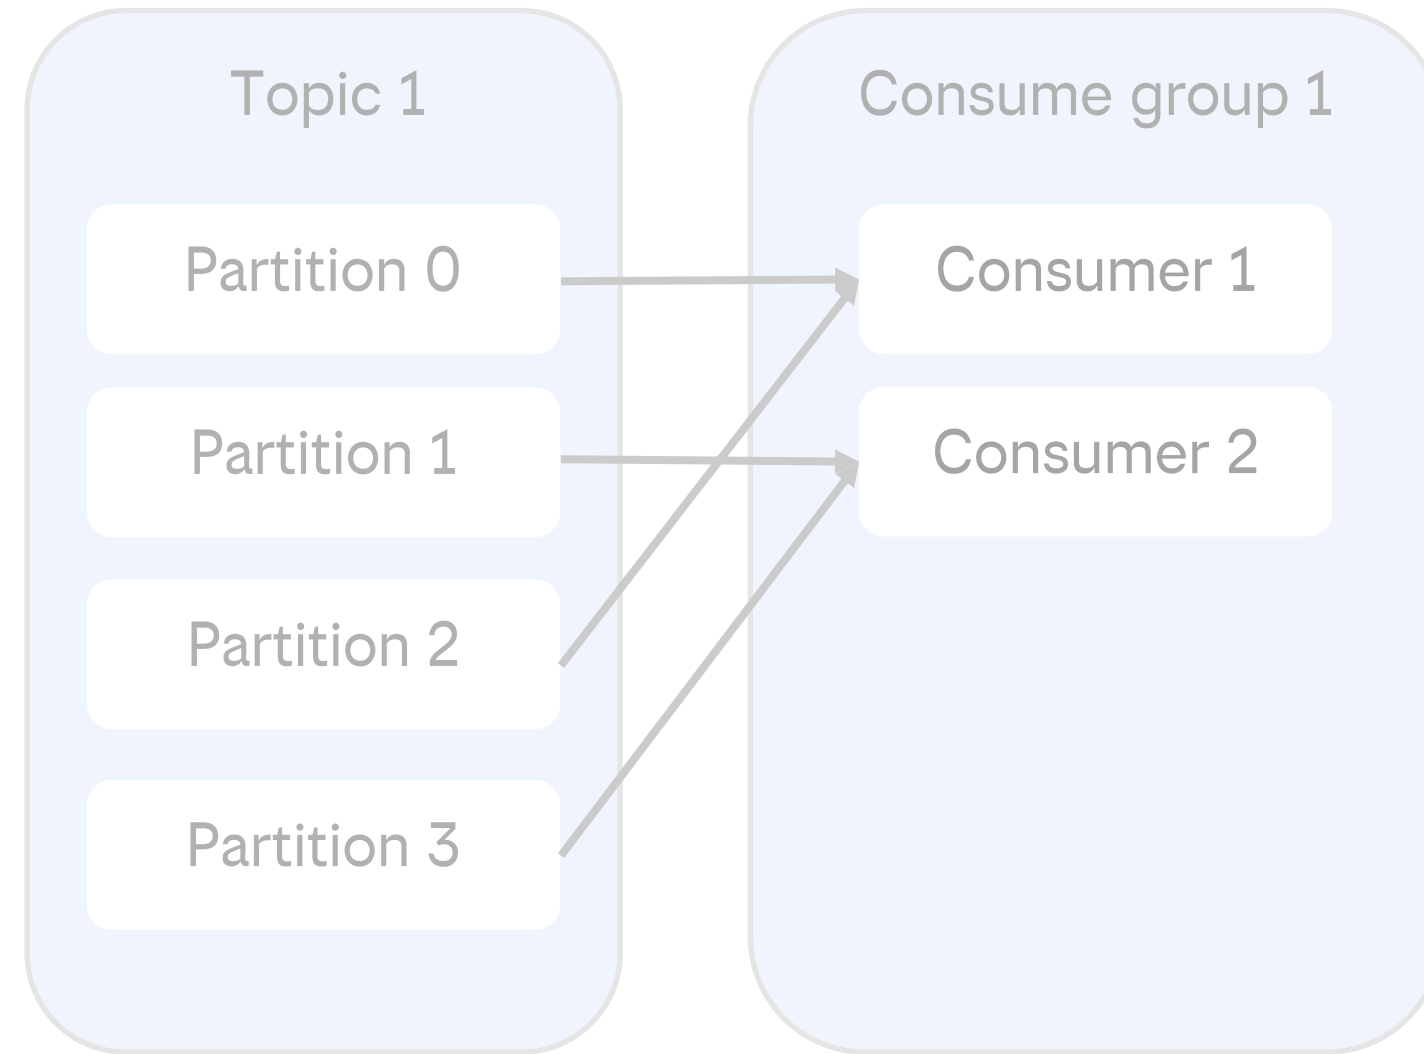 Topic 1
Partition 0
Partition 1
Partition 2
Partition 3
Consume group 1
Consumer 1
Consumer 2